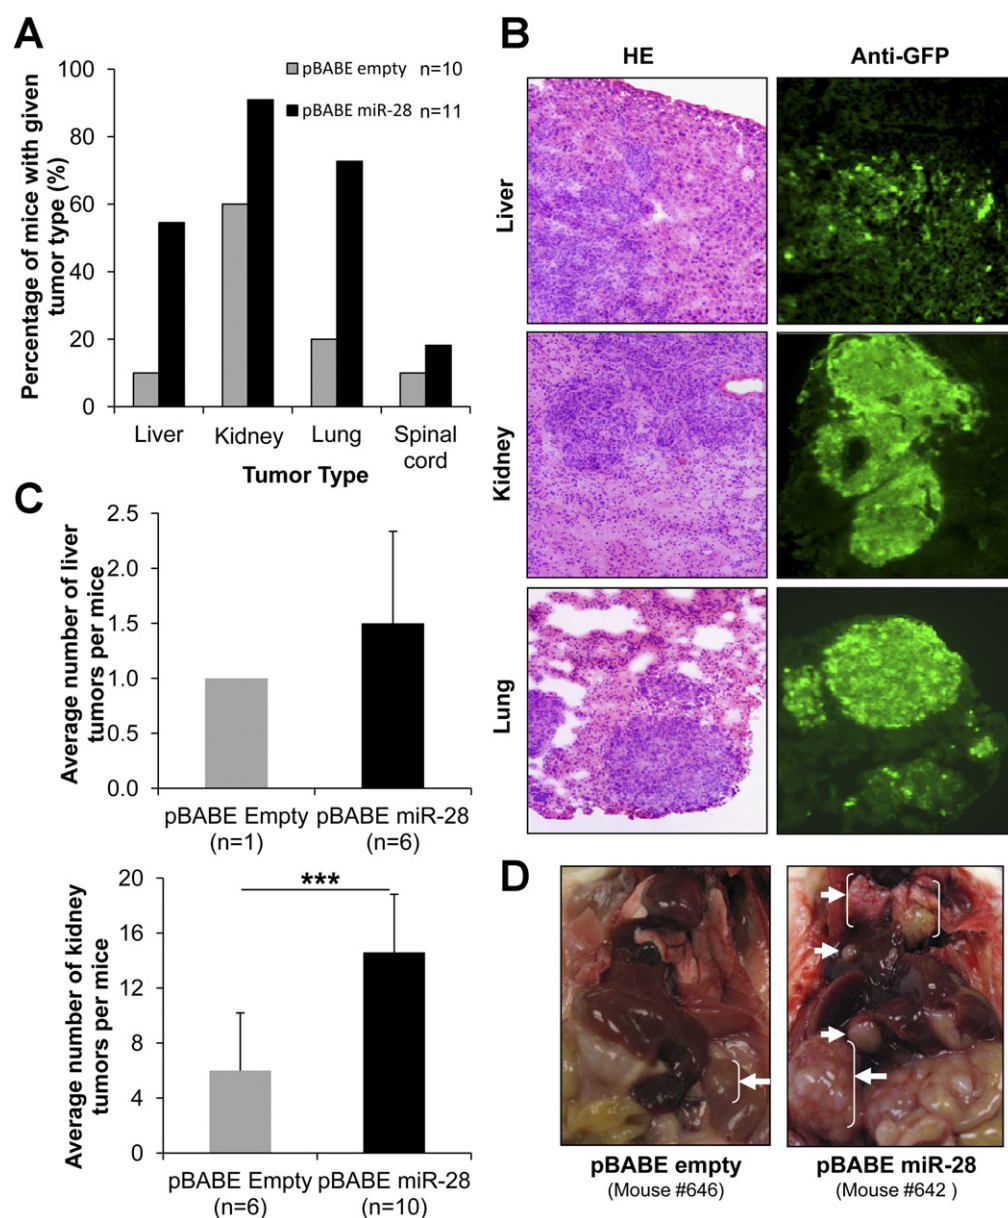 A
Percentage of mice with given
tumor type (%)
100
80
60
40
20
0
pBABE empty n=10
pBABE miR-28 n=11
Liver
Kidney
Lung
Spinal
cord
Tumor Type
B
HE
Anti-GFP
Liver
Kidney
Lung
C
Average number of liver
tumors per mice
2.5
2.0
1.5
1.0
0.5
0.0
pBABE Empty
(n=1)
pBABE miR-28
(n=6)
Average number of kidney
tumors per mice
20
16
12
8
4
0
***
pBABE Empty
(n=6)
pBABE miR-28
(n=10)
D
pBABE empty
(Mouse #646)
pBABE miR-28
(Mouse #642 )